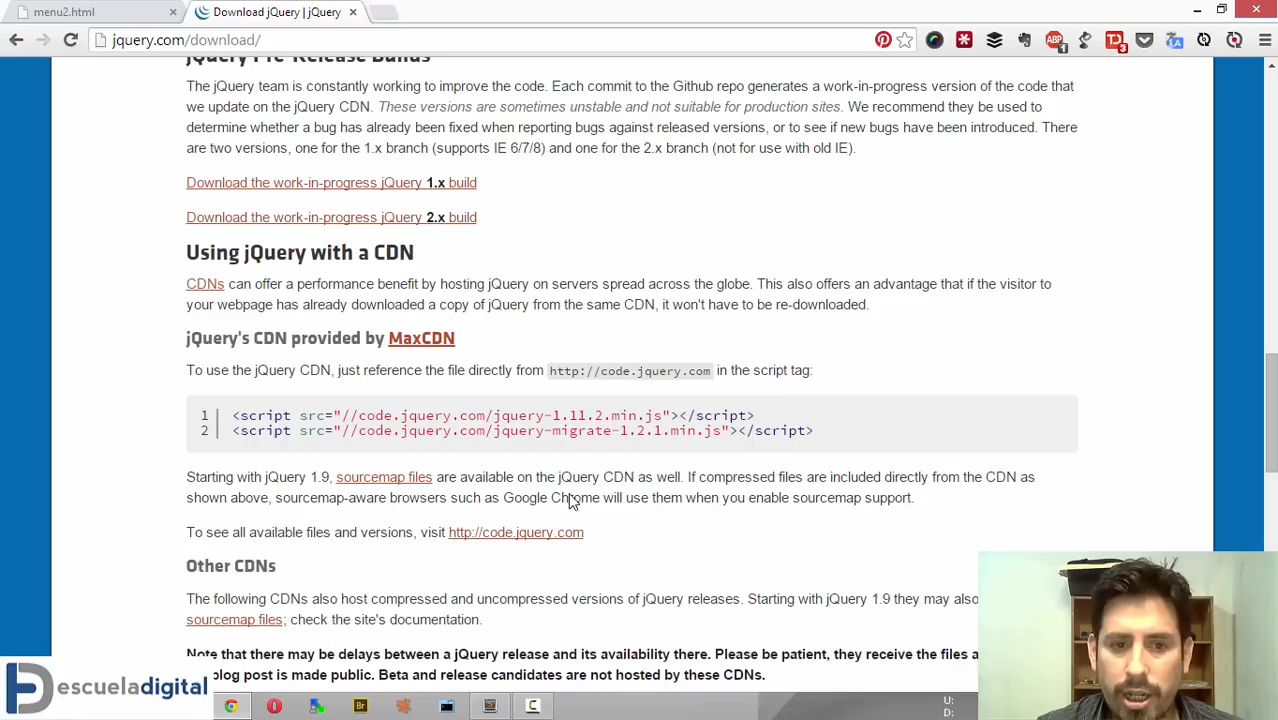 menu2.html
Download jQuery | jQuery
jquery.com/download/
jQuery Pre-Release Builds
The jQuery team is constantly working to improve the code. Each commit to the Github repo generates a work-in-progress version of the code that
we update on the jQuery CDN. These versions are sometimes unstable and not suitable for production sites. We recommend they be used to
determine whether a bug has already been fixed when reporting bugs against released versions, or to see if new bugs have been introduced. There
are two versions, one for the 1.x branch (supports IE 6/7/8) and one for the 2.x branch (not for use with old IE).
Download the work-in-progress jQuery 1.x build
Download the work-in-progress jQuery 2.x build
Using jQuery with a CDN
CDNs can offer a performance benefit by hosting jQuery on servers spread across the globe. This also offers an advantage that if the visitor to
your webpage has already downloaded a copy of jQuery from the same CDN, it won't have to be re-downloaded.
jQuery's CDN provided by MaxCDN
To use the jQuery CDN, just reference the file directly from http://code.jquery.com in the script tag:
1 <script src="//code.jquery.com/jquery-1.11.2.min.js"></script>
2 <script src="//code.jquery.com/jquery-migrate-1.2.1.min.js"></script>
Starting with jQuery 1.9, sourcemap files are available on the jQuery CDN as well. If compressed files are included directly from the CDN as
shown above, sourcemap-aware browsers such as Google Chrome will use them when you enable sourcemap support.
To see all available files and versions, visit http://code.jquery.com
Other CDNs
The following CDNs also host compressed and uncompressed versions of jQuery releases. Starting with jQuery 1.9 they may also
sourcemap files; check the site's documentation.
Note that there may be delays between a jQuery release and its availability there. Please be patient, they receive the files a
blog post is made public. Beta and release candidates are not hosted by these CDNs.
escueladigital
ABP
1
TD
3
Br
U:
D: